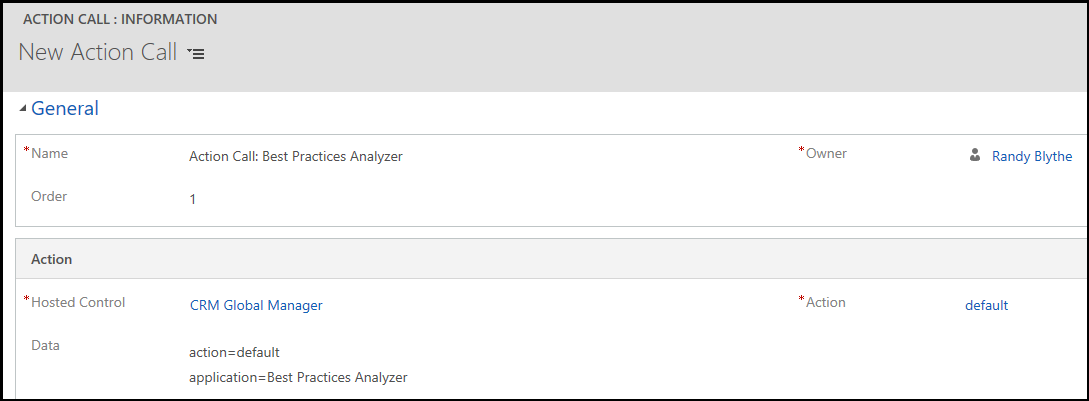 ACTION CALL : INFORMATION
New Action Call
General
*Name Action Call: Best Practices Analyzer *Owner Randy Blythe
Order 1
Action
*Hosted Control CRM Global Manager *Action default
Data action=default
application=Best Practices Analyzer